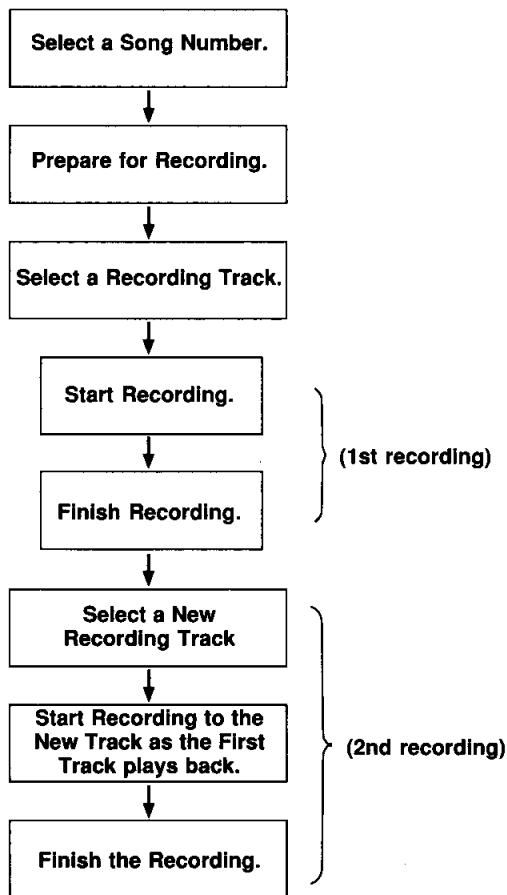 Select a Song Number.
Prepare for Recording.
Select a Recording Track.
Start Recording.
(1st recording)
Finish Recording.
Select a New
Recording Track
Start Recording to the
New Track as the First
Track plays back.
(2nd recording)
Finish the Recording.